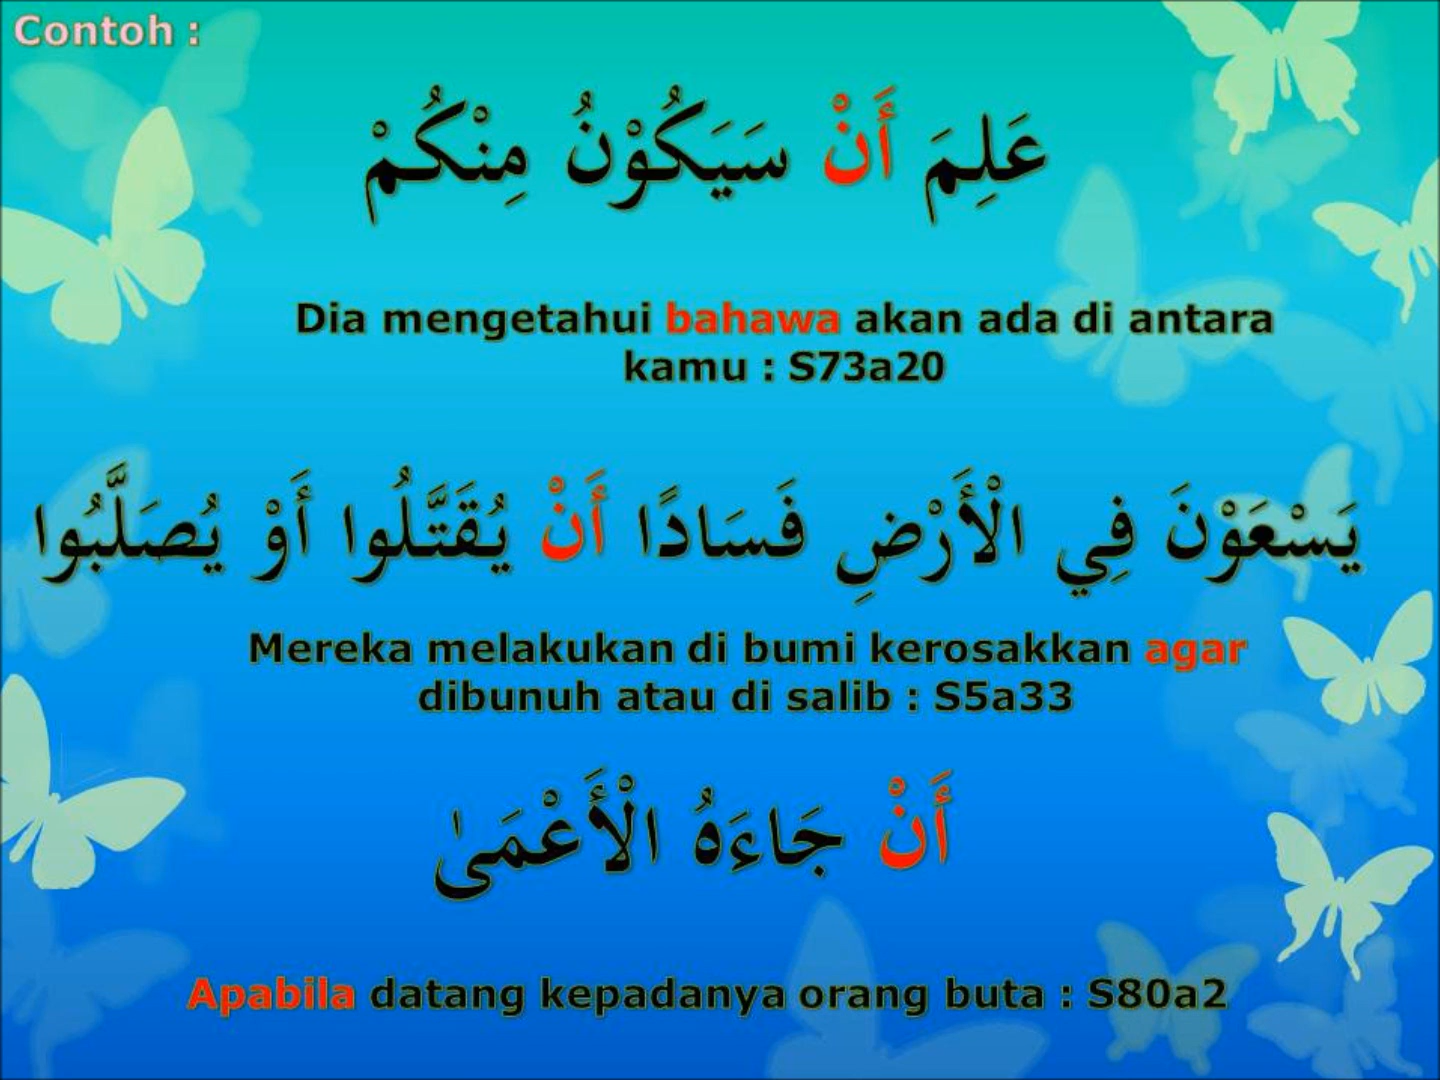 Contoh :
عَلِمَ أَنْ سَيَكُوْنُ مِنْكُمْ
Dia mengetahui bahawa akan ada di antara
kamu : S73a20
يَسْعَوْنَ فِي الْأَرْضِ فَسَادًا أَنْ يُقَتَّلُوا أَوْ يُصَلَّبُوا
Mereka melakukan di bumi kerosakkan agar
dibunuh atau di salib : S5a33
أَنْ جَاءَهُ الْأَعْمَىٰ
Apabila datang kepadanya orang buta : S80a2